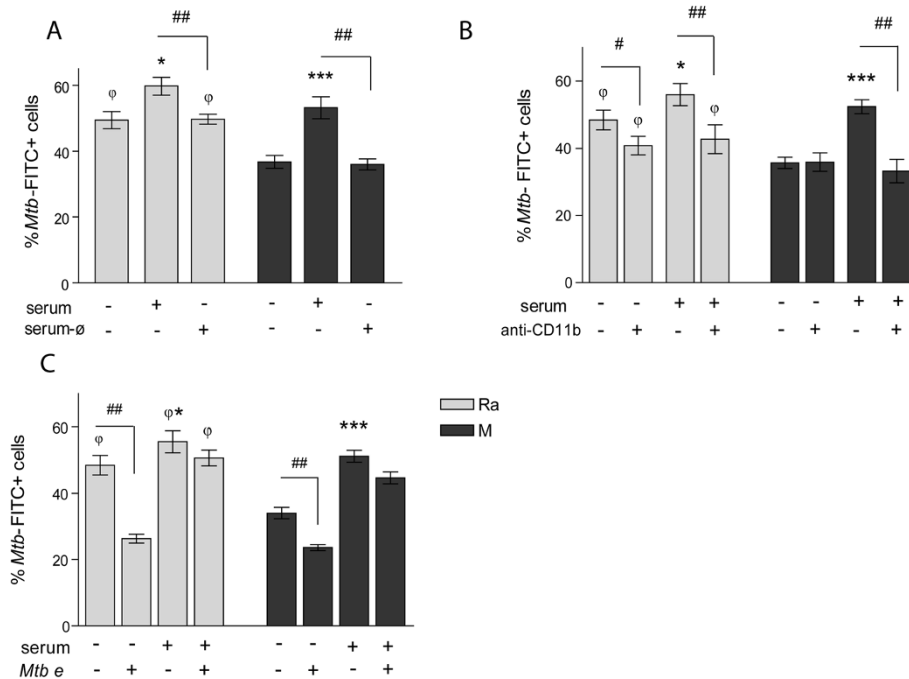 A
%Mtb-FITC+ cells
60
40
20
0
φ
*
φ
##
***
##
serum - + - - + -
serum-ø - - + - - +
B
%Mtb- FITC+ cells
80
60
40
20
0
#
φ
φ
##
*
φ
##
***
serum - - + + - - + +
anti-CD11b - + - + - + - +
C
%Mtb-FITC+ cells
60
40
20
0
##
φ
φ*
φ
##
***
serum - - + + - - + +
Mtb e - + - + - + - +
Ra
M